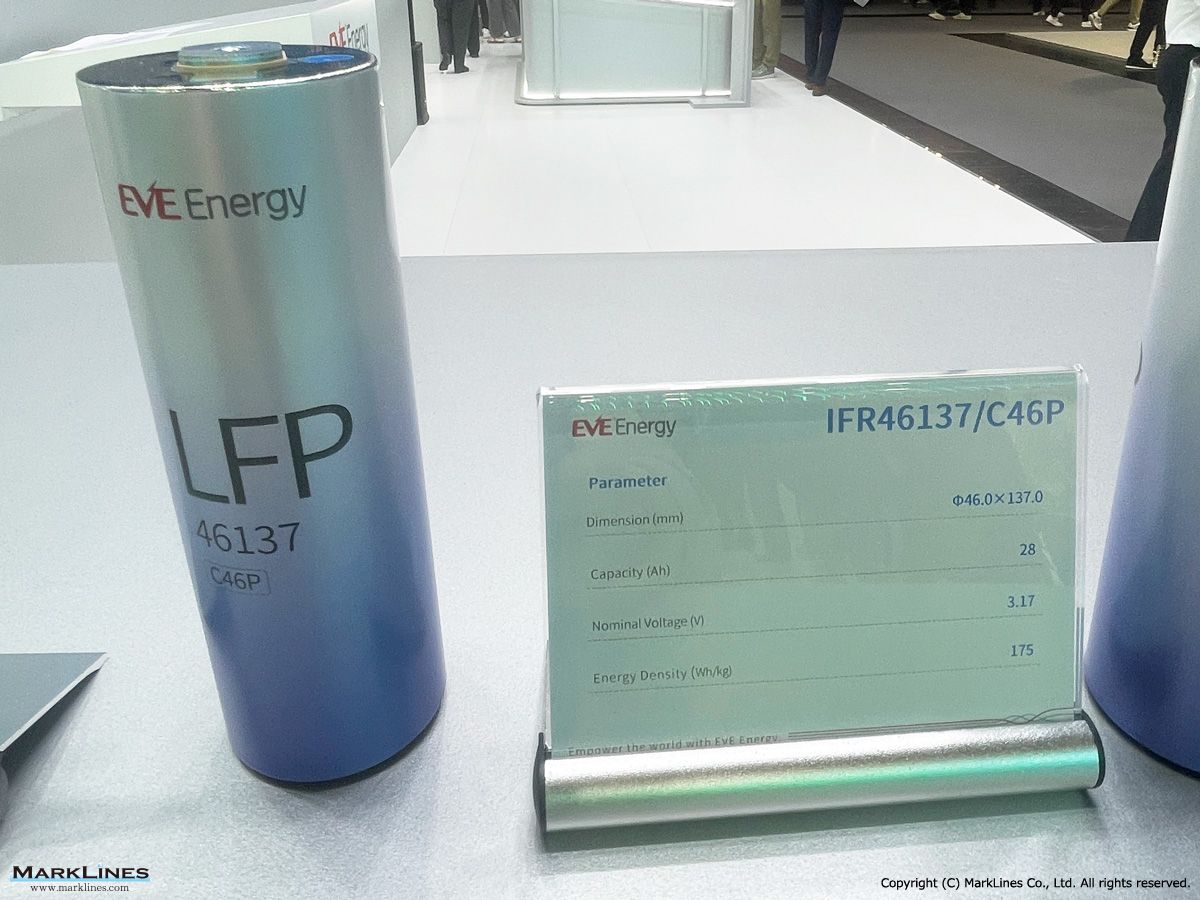 EVE Energy
EVE Energy
LFP
46137
C46P
EVE Energy
IFR46137/C46P
Parameter
Dimension (mm) Φ46.0×137.0
Capacity (Ah) 28
Nominal Voltage (V) 3.17
Energy Density (Wh/kg) 175
Empower the world with EVE Energy.
MARKLINES
www.marklines.com
Copyright (C) MarkLines Co., Ltd. All rights reserved.